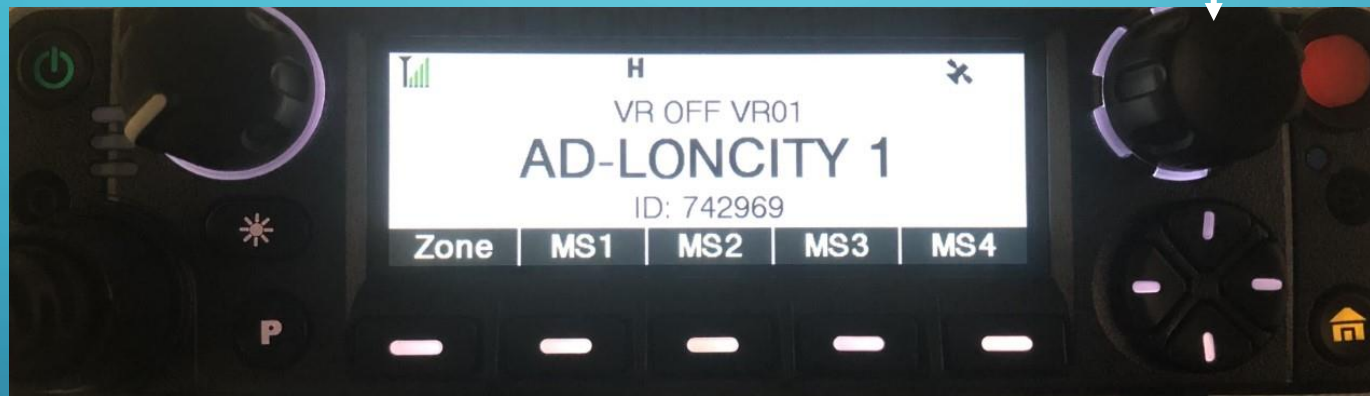 H
VR OFF VR01
AD-LONCITY 1
ID: 742969
Zone MS1 MS2 MS3 MS4
P